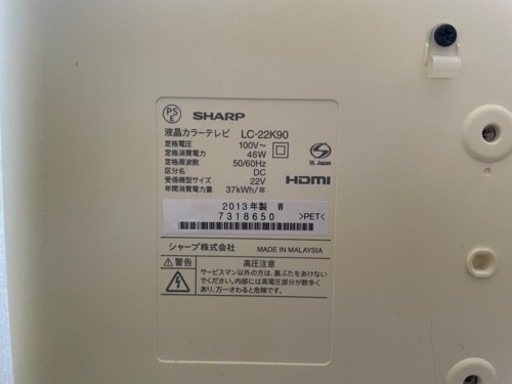 PS E
SHARP
液晶カラーテレビ LC-22K90
定格電圧 100V～
定格消費電力 46W
定格周波数 50/60Hz
区分名 DC
受信機型サイズ 22V
年間消費電力量 37kWh/年
UL Japan
HDMI
2013年製 W
7318650 >PET<
シャープ株式会社 MADE IN MALAYSIA
⚠警告 高圧注意
サービスマン以外の方は、裏ぶたをあけない
でください。内部には高電圧部分が数多く
あり、万一さわると危険です。